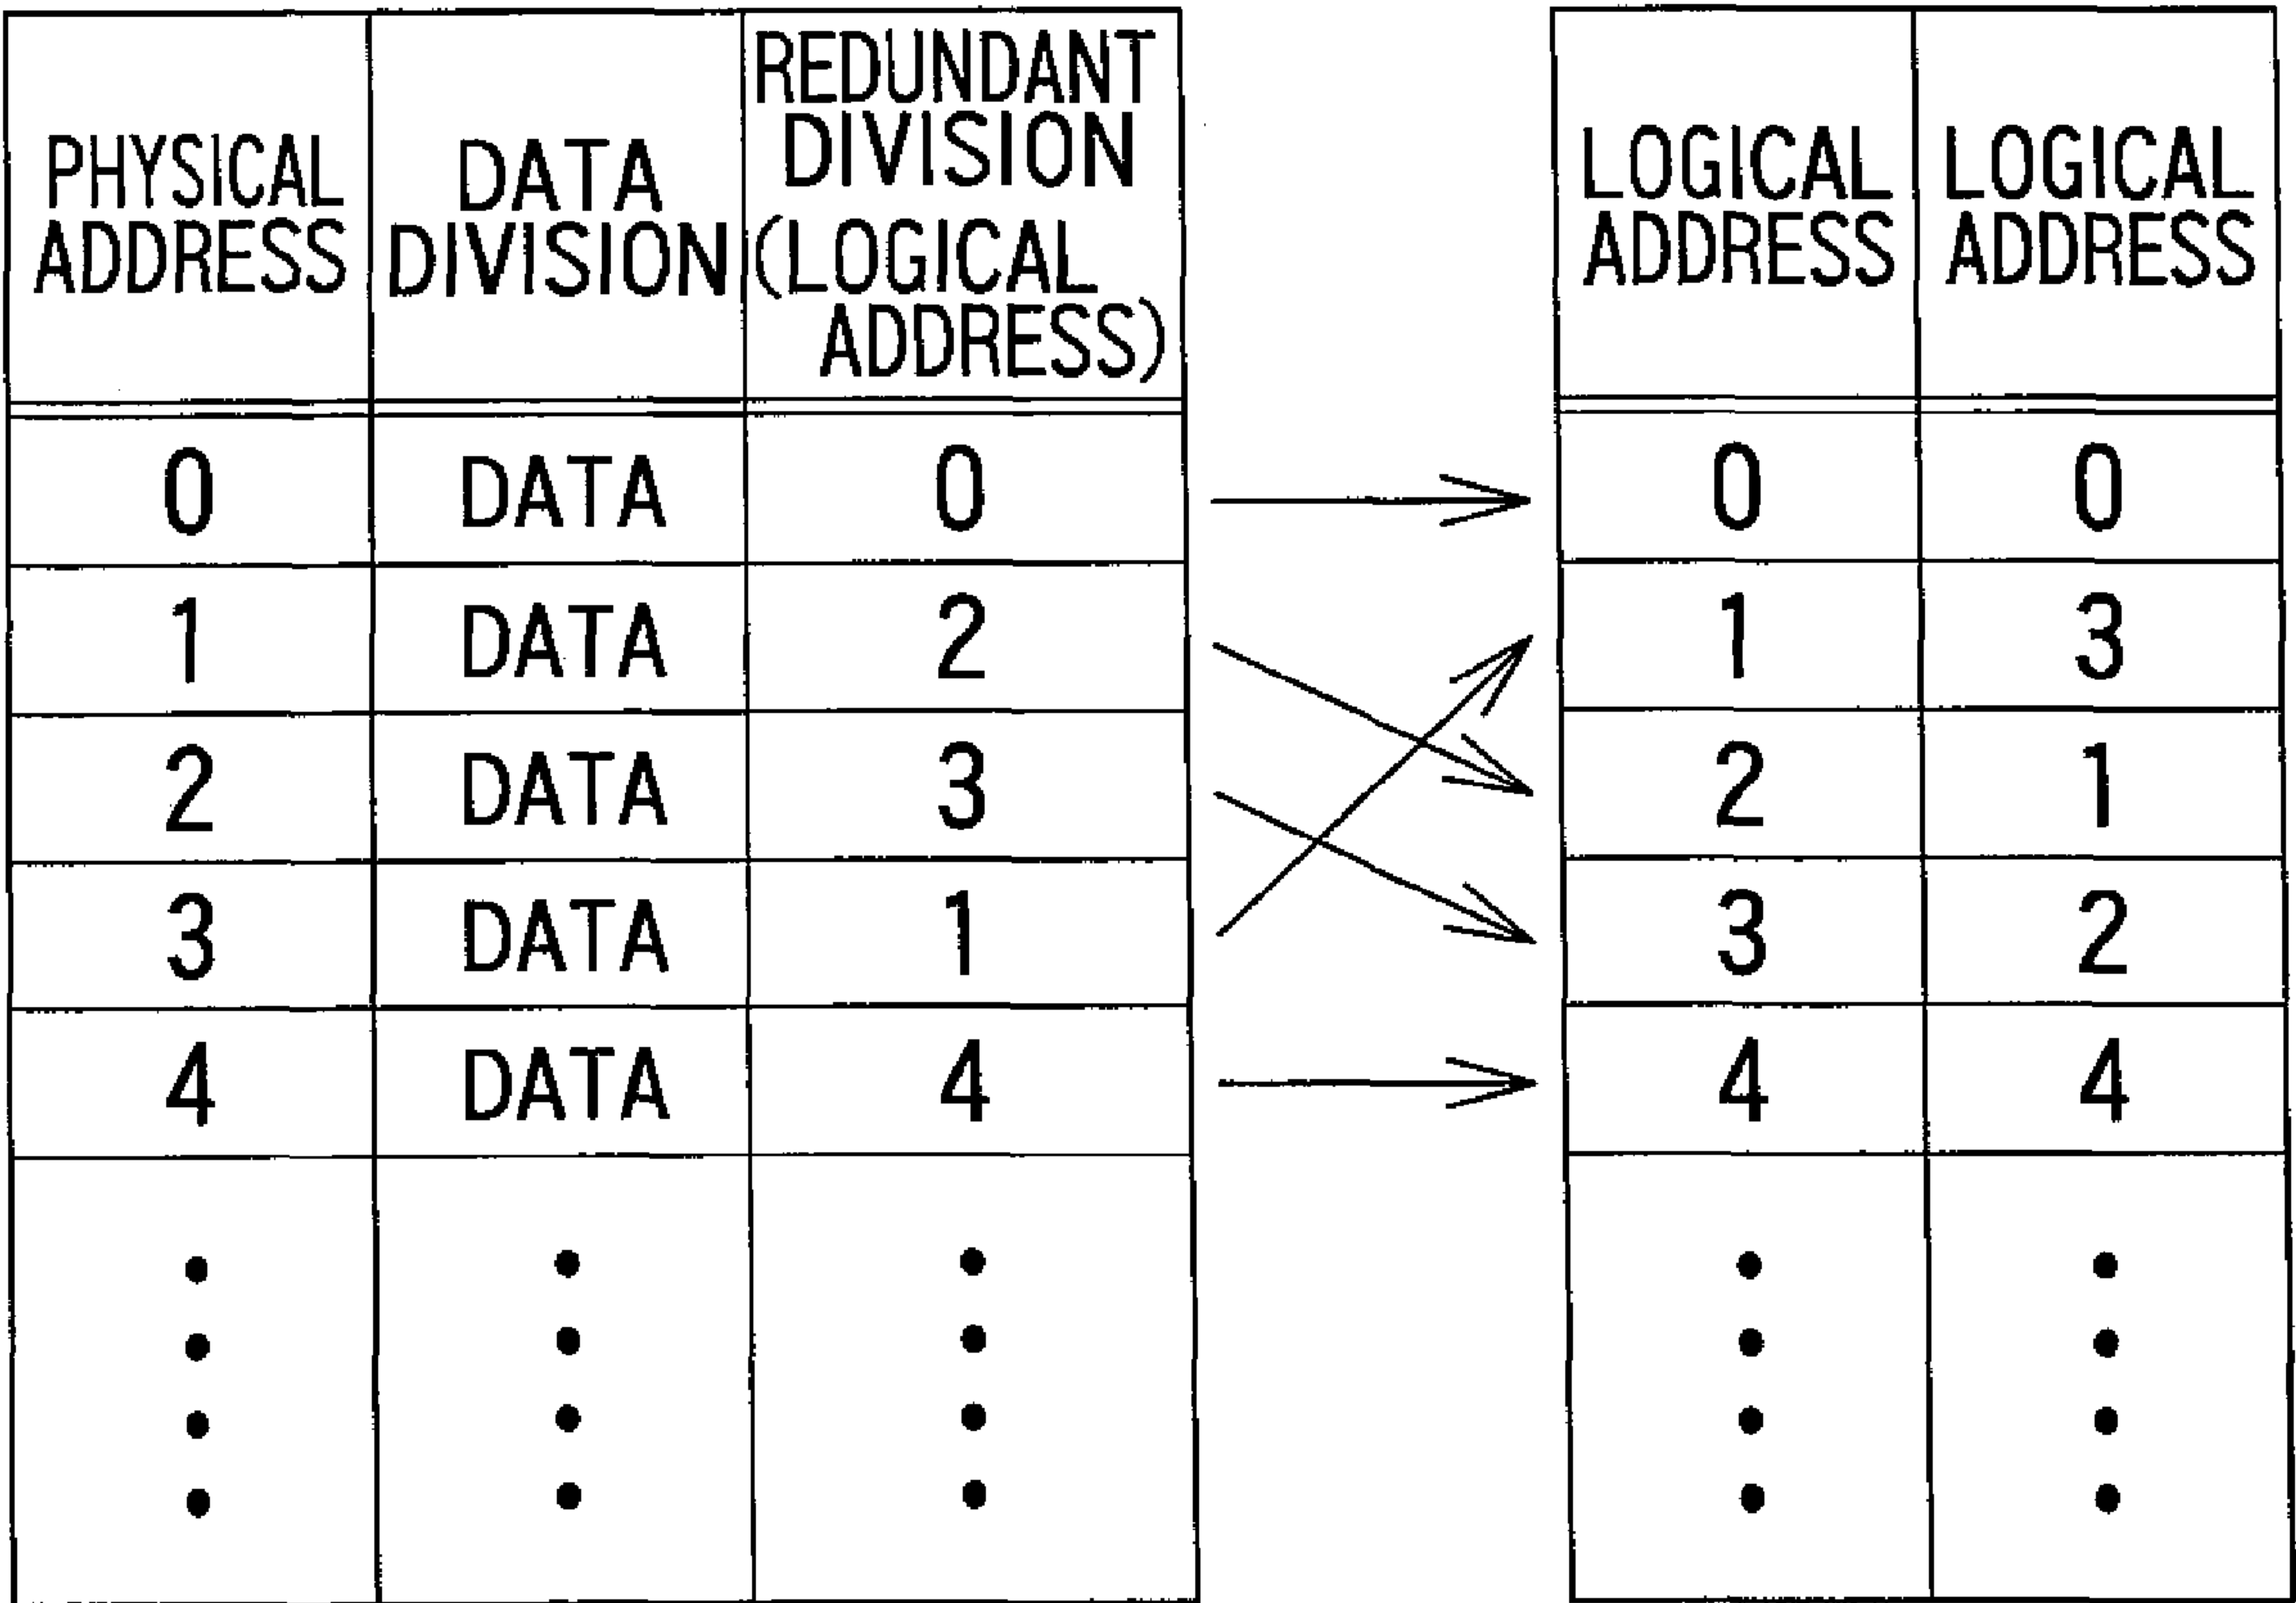 PHYSICAL ADDRESS DATA DIVISION REDUNDANT DIVISION (LOGICAL ADDRESS)
0 DATA 0
1 DATA 2
2 DATA 3
3 DATA 1
4 DATA 4
LOGICAL ADDRESS LOGICAL ADDRESS
0 0
1 3
2 1
3 2
4 4